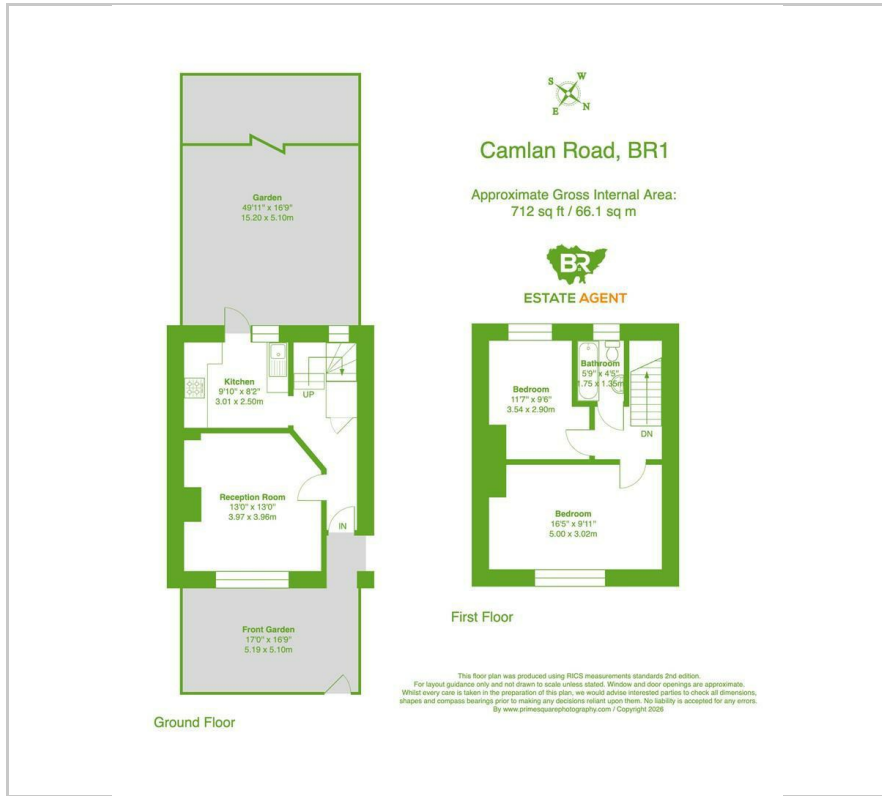 S W
E N
Camlan Road, BR1
Approximate Gross Internal Area:
712 sq ft / 66.1 sq m
BR
ESTATE AGENT
Garden
49'11" x 16'9"
15.20 x 5.10m
Kitchen
9'10" x 8'2"
3.01 x 2.50m
UP
Reception Room
13'0" x 13'0"
3.97 x 3.96m
IN
Front Garden
17'0" x 16'9"
5.19 x 5.10m
Ground Floor
Bathroom
5'9" x 4'5"
1.75 x 1.35m
Bedroom
11'7" x 9'6"
3.54 x 2.90m
DN
Bedroom
16'5" x 9'11"
5.00 x 3.02m
First Floor
This floor plan was produced using RICS measurements standards 2nd edition.
For layout guidance only and not drawn to scale unless stated. Window and door openings are approximate.
Whilst every care is taken in the preparation of this plan, we would advise interested parties to check all dimensions,
shapes and compass bearings prior to making any decisions reliant upon them. No liability is accepted for any errors.
By www.primesquarephotography.com / Copyright 2026